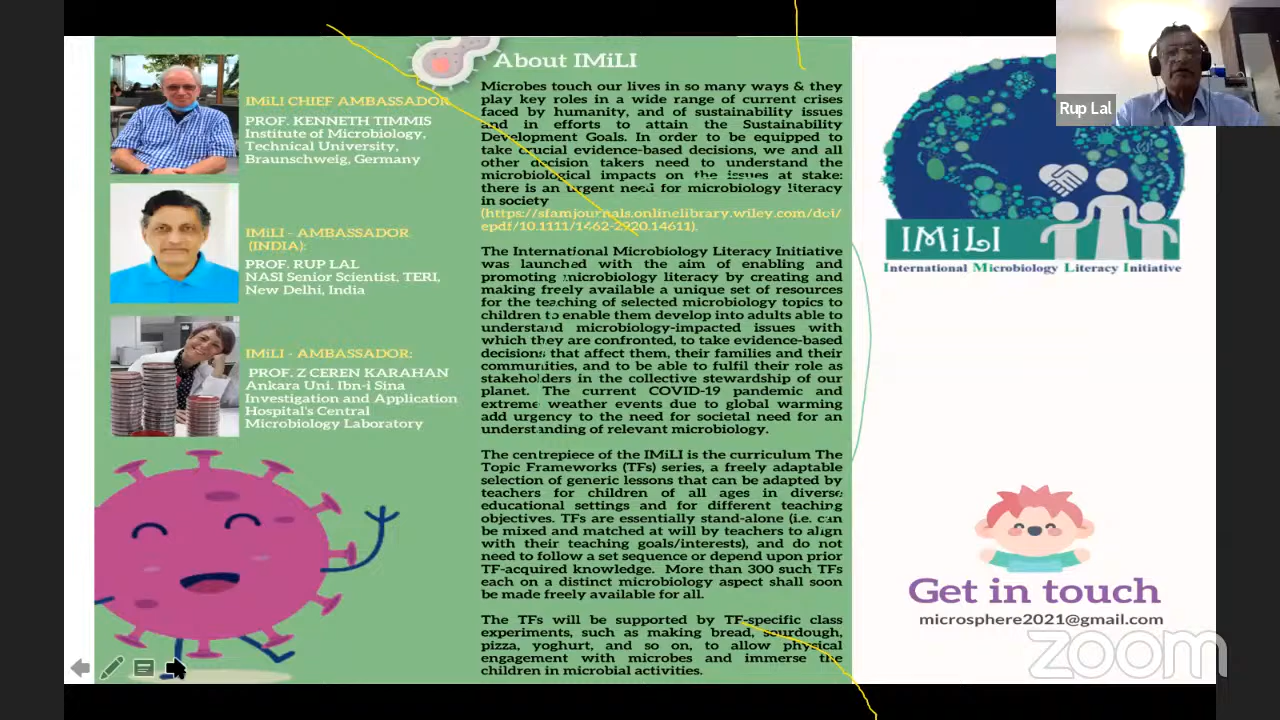 IMiLI CHIEF AMBASSADOR
PROF. KENNETH TIMMIS
Institute of Microbiology,
Technical University,
Braunschweig, Germany
IMiLI - AMBASSADOR
(INDIA):
PROF. RUP LAL
NASI Senior Scientist, TERI,
New Delhi, India
IMiLI - AMBASSADOR:
PROF. Z CEREN KARAHAN
Ankara Uni. Ibn-i Sina
Investigation and Application
Hospital's Central
Microbiology Laboratory
About IMiLI
Microbes touch our lives in so many ways & they
play key roles in a wide range of current crises
faced by humanity, and of sustainability issues
and in efforts to attain the Sustainability
Development Goals. In order to be equipped to
take crucial evidence-based decisions, we and all
other decision takers need to understand the
microbiological impacts on the issues at stake:
there is an urgent need for microbiology literacy
in society
(https://sfamjournals.onlinelibrary.wiley.com/doi/
epdf/10.1111/1462-2920.14611).
The International Microbiology Literacy Initiative
was launched with the aim of enabling and
promoting microbiology literacy by creating and
making freely available a unique set of resources
for the teaching of selected microbiology topics to
children to enable them develop into adults able to
understand microbiology-impacted issues with
which they are confronted, to take evidence-based
decisions that affect them, their families and their
communities, and to be able to fulfil their role as
stakeholders in the collective stewardship of our
planet. The current COVID-19 pandemic and
extreme weather events due to global warming
add urgency to the need for societal need for an
understanding of relevant microbiology.
The centrepiece of the IMiLI is the curriculum The
Topic Frameworks (TFs) series, a freely adaptable
selection of generic lessons that can be adapted by
teachers for children of all ages in diverse
educational settings and for different teaching
objectives. TFs are essentially stand-alone (i.e. can
be mixed and matched at will by teachers to align
with their teaching goals/interests), and do not
need to follow a set sequence or depend upon prior
TF-acquired knowledge. More than 300 such TFs
each on a distinct microbiology aspect shall soon
be made freely available for all.
The TFs will be supported by TF-specific class
experiments, such as making bread, sourdough,
pizza, yoghurt, and so on, to allow physical
engagement with microbes and immerse the
children in microbial activities.
Rup Lal
IMiLI
International Microbiology Literacy Initiative
Get in touch
microsphere2021@gmail.com
zoom